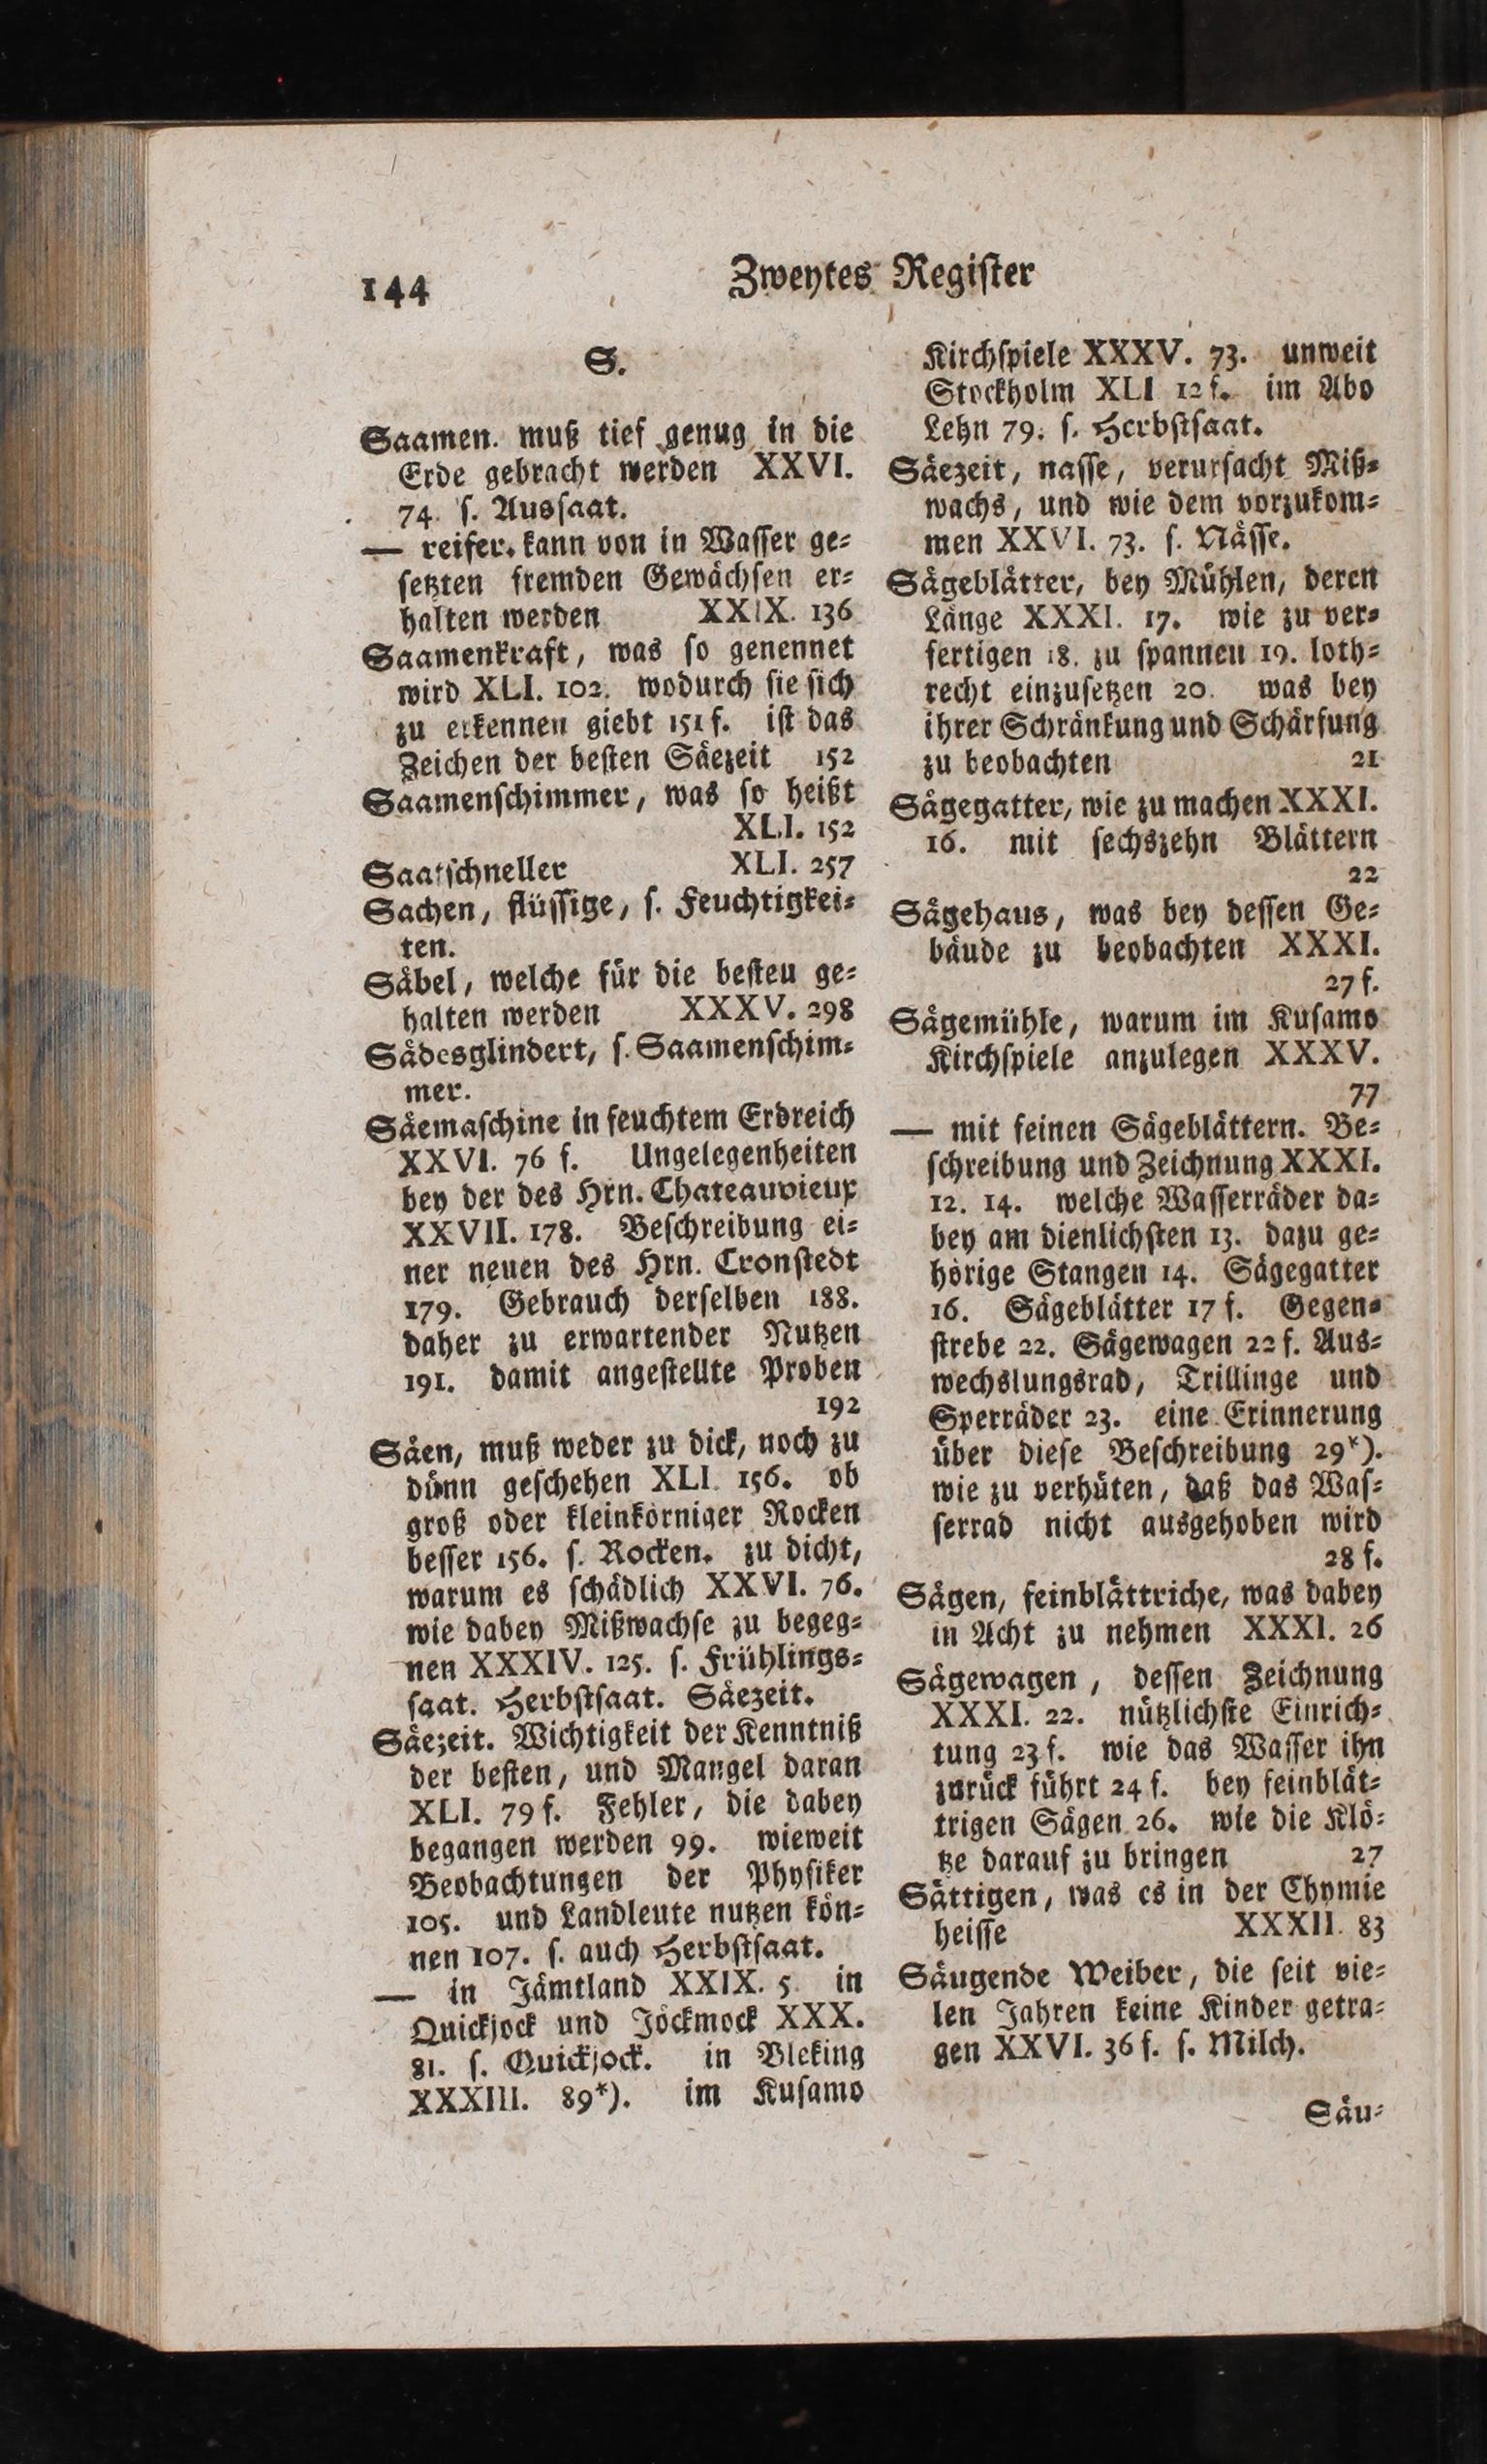 144
Zweytes Regiſter
S.
Saamen. muß tief genug in die
Erde gebracht werden XXVI.
74. ſ. Ausſaat.
— reifer. kann von in Waſſer ge⸗
ſetzten fremden Gewächſen er⸗
halten werden XXIX. 136
Saamenkraft, was ſo genennet
wird XLI. 102. wodurch ſie ſich
zu erkennen giebt 151 f. iſt das
Zeichen der beſten Säezeit 152
Saamenſchimmer, was ſo heißt
XLI. 152
Saatſchneller XLI. 257
Sachen, flüſſige, ſ. Feuchtigkei⸗
ten.
Säbel, welche für die beſten ge⸗
halten werden XXXV. 298
Sädesglindert, ſ. Saamenſchim⸗
mer.
Säemaſchine in feuchtem Erdreich
XXVI. 76 f. Ungelegenheiten
bey der des Hrn. Chateauvieux
XXVII. 178. Beſchreibung ei⸗
ner neuen des Hrn. Cronſtedt
179. Gebrauch derſelben 188.
daher zu erwartender Nutzen
191. damit angeſtellte Proben
192
Säen, muß weder zu dick, noch zu
dünn geſchehen XLI. 156. ob
groß oder kleinkörniger Rocken
beſſer 156. ſ. Rocken. zu dicht,
warum es ſchädlich XXVI. 76.
wie dabey Mißwachſe zu begeg⸗
nen XXXIV. 125. ſ. Frühlings⸗
ſaat. Herbſtſaat. Säezeit.
Säezeit. Wichtigkeit der Kenntniß
der beſten, und Mangel daran
XLI. 79 f. Fehler, die dabey
begangen werden 99. wieweit
Beobachtungen der Phyſiker
105. und Landleute nutzen kön⸗
nen 107. ſ. auch Herbſtſaat.
— in Jämtland XXIX. 5. in
Quickjock und Jöckmock XXX.
81. ſ. Quickjock. in Bleking
XXXIII. 89*). im Kuſamo
Kirchſpiele XXXV. 73. unweit
Stockholm XLI 12 f. im Abo
Lehn 79. ſ. Herbſtſaat.
Säezeit, naſſe, verurſacht Miß⸗
wachs, und wie dem vorzukom⸗
men XXVI. 73. ſ. Näſſe.
Sägeblätter, bey Mühlen, deren
Länge XXXI. 17. wie zu ver⸗
fertigen 18. zu ſpannen 19. loth⸗
recht einzuſetzen 20. was bey
ihrer Schränkung und Schärfung
zu beobachten 21
Sägegatter, wie zu machen XXXI.
16. mit ſechszehn Blättern
22
Sägehaus, was bey deſſen Ge⸗
bäude zu beobachten XXXI.
27 f.
Sägemühle, warum im Kuſamo
Kirchſpiele anzulegen XXXV.
77
— mit feinen Sägeblättern. Be⸗
ſchreibung und Zeichnung XXXI.
12. 14. welche Waſſerräder da⸗
bey am dienlichſten 13. dazu ge⸗
hörige Stangen 14. Sägegatter
16. Sägeblätter 17 f. Gegen⸗
ſtrebe 22. Sägewagen 22 f. Aus⸗
wechslungsrad, Trillinge und
Sperräder 23. eine Erinnerung
über dieſe Beſchreibung 29*).
wie zu verhüten, daß das Waſ⸗
ſerrad nicht ausgehoben wird
28 f.
Sägen, feinblättriche, was dabey
in Acht zu nehmen XXXI. 26
Sägewagen, deſſen Zeichnung
XXXI. 22. nützlichſte Einrich⸗
tung 23 f. wie das Waſſer ihn
zurück führt 24 f. bey feinblät⸗
trigen Sägen 26. wie die Klö⸗
tze darauf zu bringen 27
Sättigen, was es in der Chymie
heiſſe XXXII. 83
Säugende Weiber, die ſeit vie⸗
len Jahren keine Kinder getra⸗
gen XXVI. 36 f. ſ. Milch.
Säu⸗